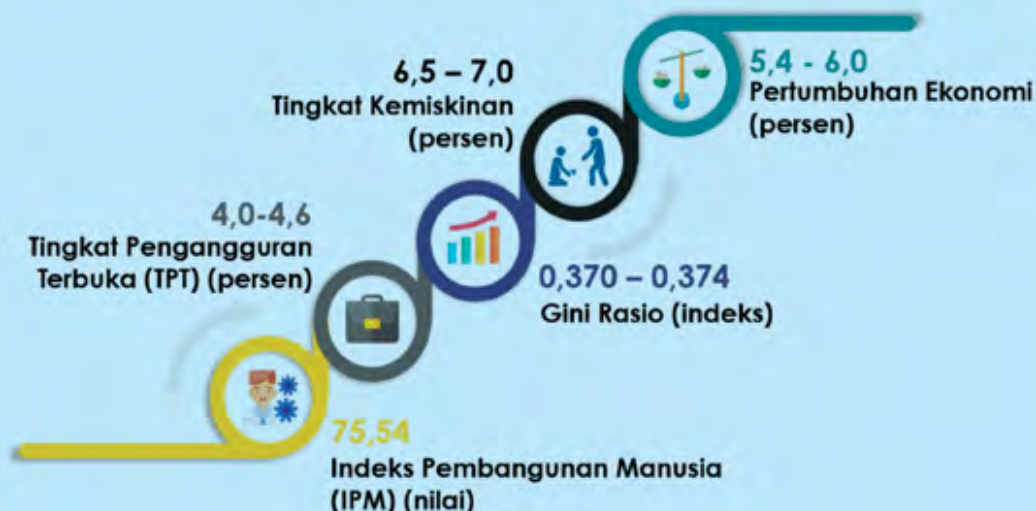 5,4 - 6,0
Pertumbuhan Ekonomi
(persen)
6,5 – 7,0
Tingkat Kemiskinan
(persen)
4,0-4,6
Tingkat Pengangguran
Terbuka (TPT) (persen)
0,370 – 0,374
Gini Rasio (indeks)
75,54
Indeks Pembangunan Manusia
(IPM) (nilai)